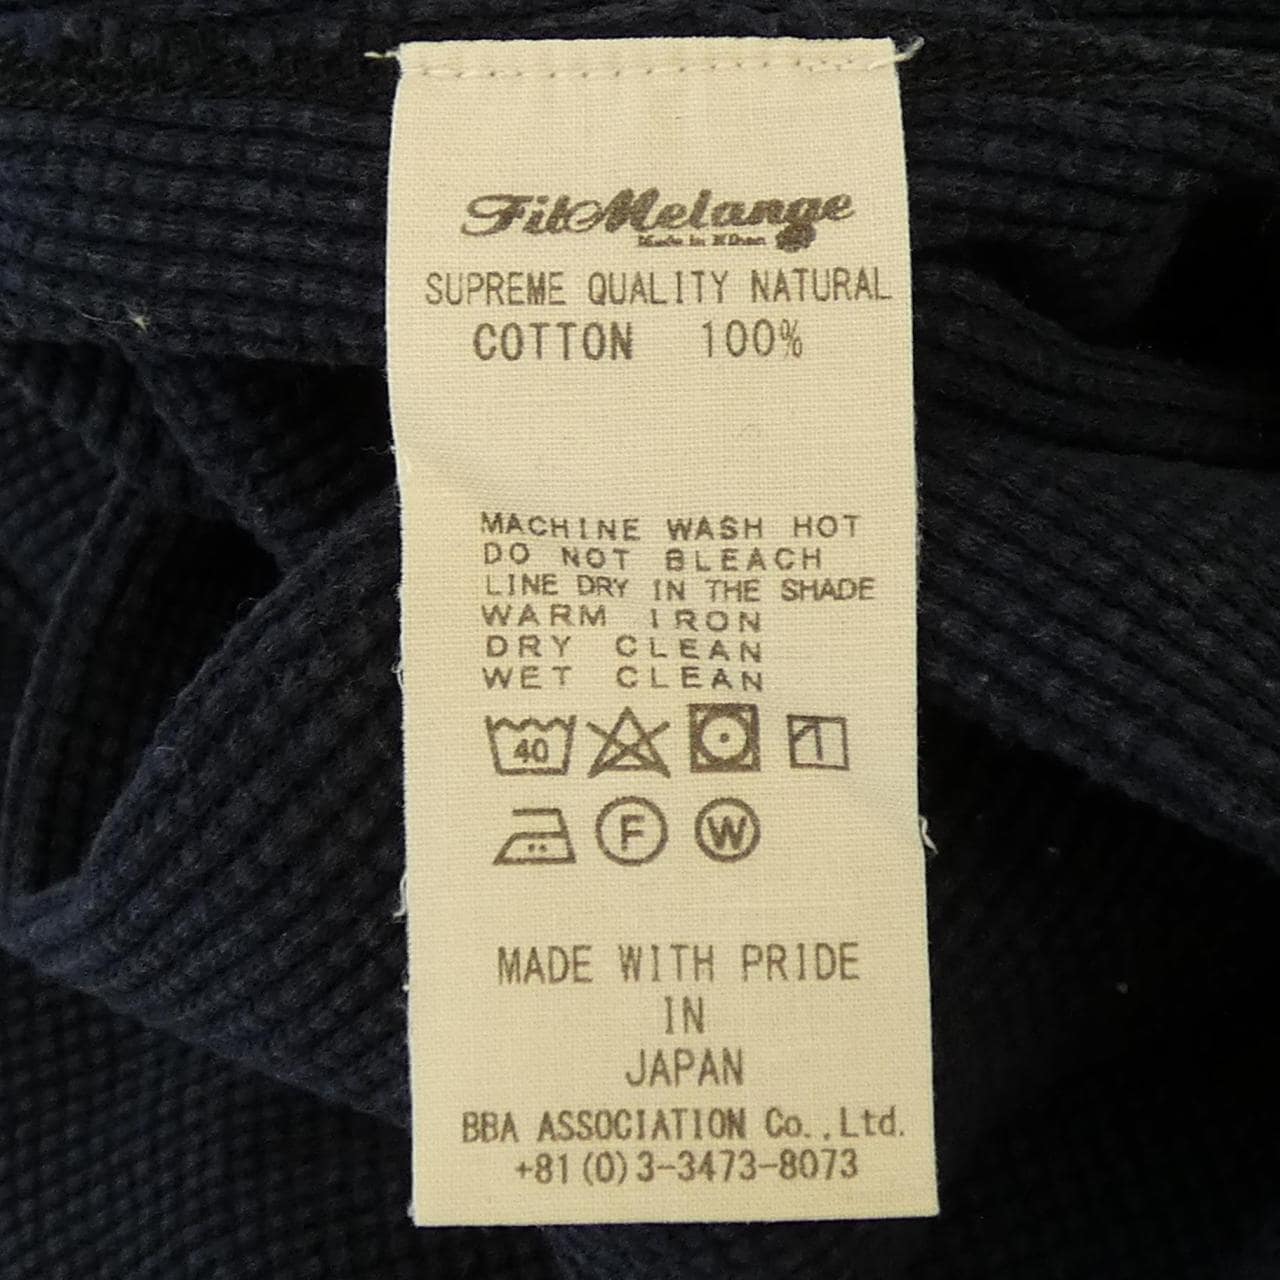 FilMelange
Made in
SUPREME QUALITY NATURAL
COTTON 100%
MACHINE WASH HOT
DO NOT BLEACH
LINE DRY IN THE SHADE
WARM IRON
DRY CLEAN
WET CLEAN
40
F W
MADE WITH PRIDE
IN
JAPAN
BBA ASSOCIATION Co.,Ltd.
+81(0)3-3473-8073